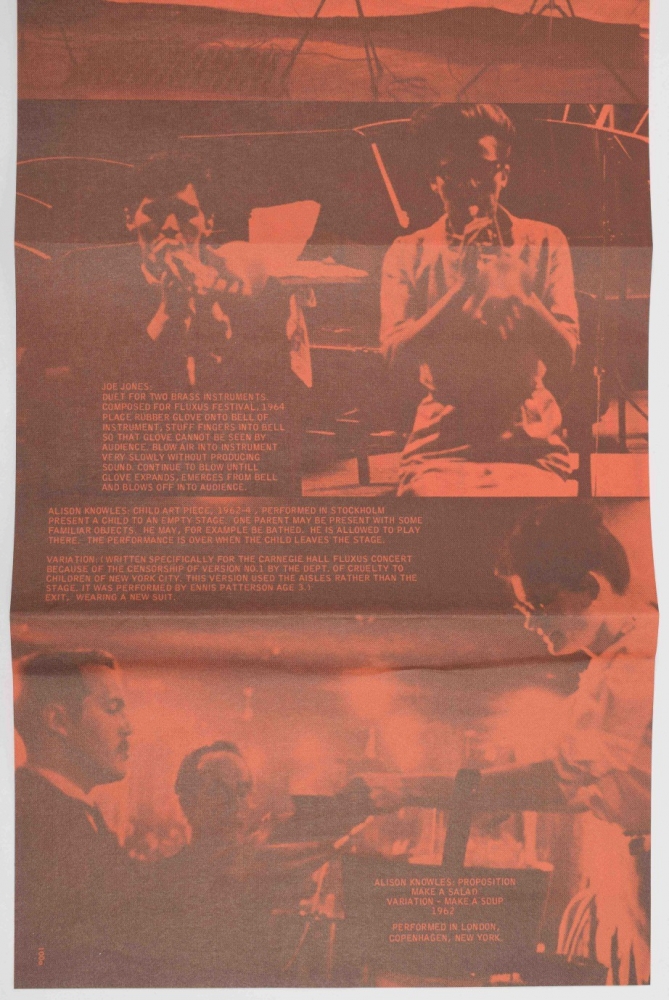 JOE JONES:
DUET FOR TWO BRASS INSTRUMENTS
COMPOSED FOR FLUXUS FESTIVAL, 1964
PLACE RUBBER GLOVE ONTO BELL OF
INSTRUMENT, STUFF FINGERS INTO BELL
SO THAT GLOVE CANNOT BE SEEN BY
AUDIENCE. BLOW AIR INTO INSTRUMENT
VERY SLOWLY WITHOUT PRODUCING
SOUND. CONTINUE TO BLOW UNTILL
GLOVE EXPANDS, EMERGES FROM BELL
AND BLOWS OFF INTO AUDIENCE.
ALISON KNOWLES: CHILD ART PIECE, 1962-4, PERFORMED IN STOCKHOLM
PRESENT A CHILD TO AN EMPTY STAGE. ONE PARENT MAY BE PRESENT WITH SOME
FAMILIAR OBJECTS. HE MAY, FOR EXAMPLE BE BATHED. HE IS ALLOWED TO PLAY
THERE. THE PERFORMANCE IS OVER WHEN THE CHILD LEAVES THE STAGE.
VARIATION: (WRITTEN SPECIFICALLY FOR THE CARNEGIE HALL FLUXUS CONCERT
BECAUSE OF THE CENSORSHIP OF VERSION NO.1 BY THE DEPT. OF CRUELTY TO
CHILDREN OF NEW YORK CITY. THIS VERSION USED THE AISLES RATHER THAN THE
STAGE. IT WAS PERFORMED BY ENNIS PATTERSON AGE 3.)
EXIT, WEARING A NEW SUIT.
ALISON KNOWLES: PROPOSITION
MAKE A SALAD
VARIATION - MAKE A SOUP
1962
PERFORMED IN LONDON,
COPENHAGEN, NEW YORK.